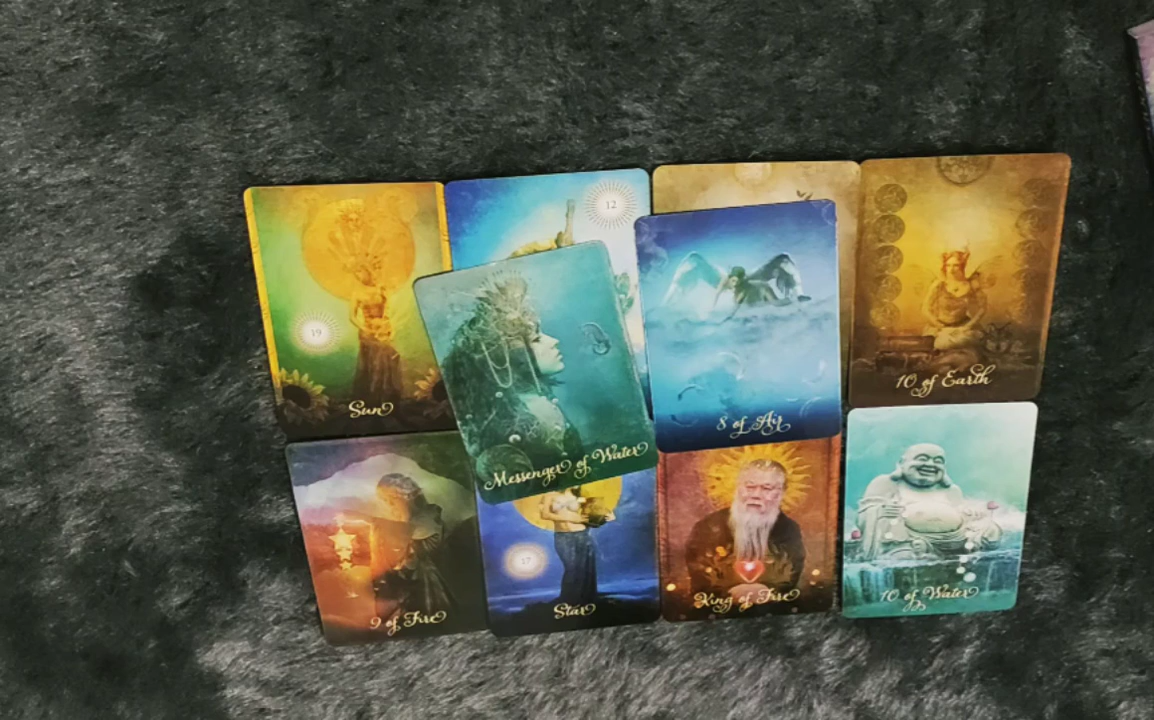 12
19
Sun
Messenger of Water
8 of Air
10 of Earth
9 of Fire
17
Star
King of Fire
10 of Water